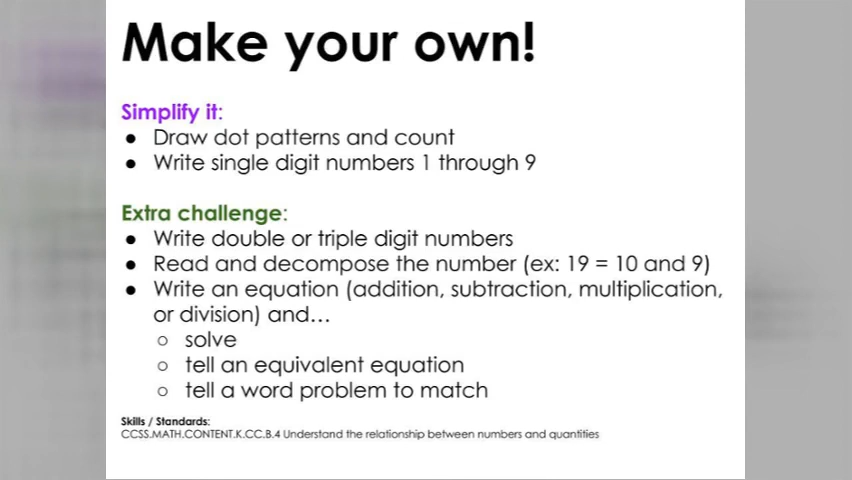 Make your own!
Simplify it:
● Draw dot patterns and count
● Write single digit numbers 1 through 9
Extra challenge:
● Write double or triple digit numbers
● Read and decompose the number (ex: 19 = 10 and 9)
● Write an equation (addition, subtraction, multiplication,
or division) and...
○ solve
○ tell an equivalent equation
○ tell a word problem to match
Skills / Standards:
CCSS.MATH.CONTENT.K.CC.B.4 Understand the relationship between numbers and quantities